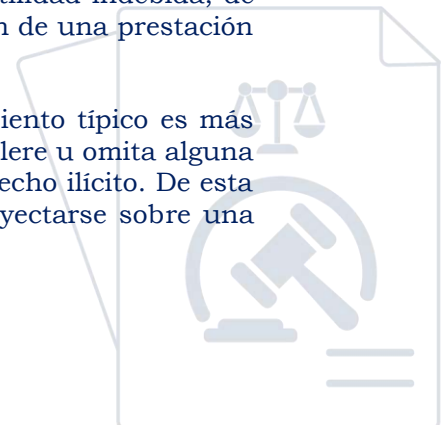 de una prestación
iento típico es más
lere u omita alguna
echo ilícito. De esta
yectarse sobre una